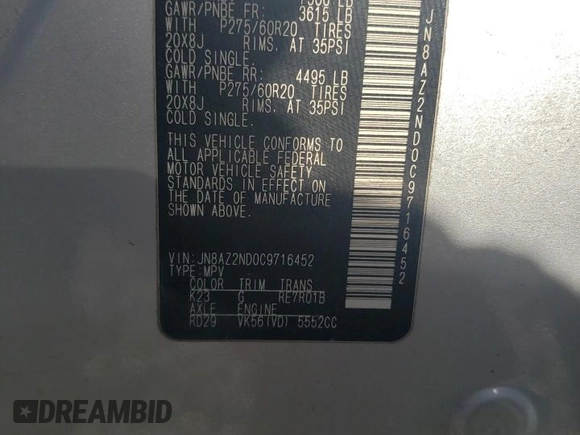 GAWR/PNBE FR: 3615 LB
WITH P275/60R20 TIRES
20X8J RIMS. AT 35PSI
COLD SINGLE.
GAWR/PNBE RR: 4495 LB
WITH P275/60R20 TIRES
20X8J RIMS. AT 35PSI
COLD SINGLE.
THIS VEHICLE CONFORMS TO
ALL APPLICABLE FEDERAL
MOTOR VEHICLE SAFETY
STANDARDS IN EFFECT ON
THE DATE OF MANUFACTURE
SHOWN ABOVE.
VIN: JN8AZ2ND0C9716452
TYPE: MPV
COLOR TRIM TRANS
K23 G RE7R01B
AXLE ENGINE
RD29 VK56(VD) 5552CC
JN8AZ2ND0C9716452
DREAMBID